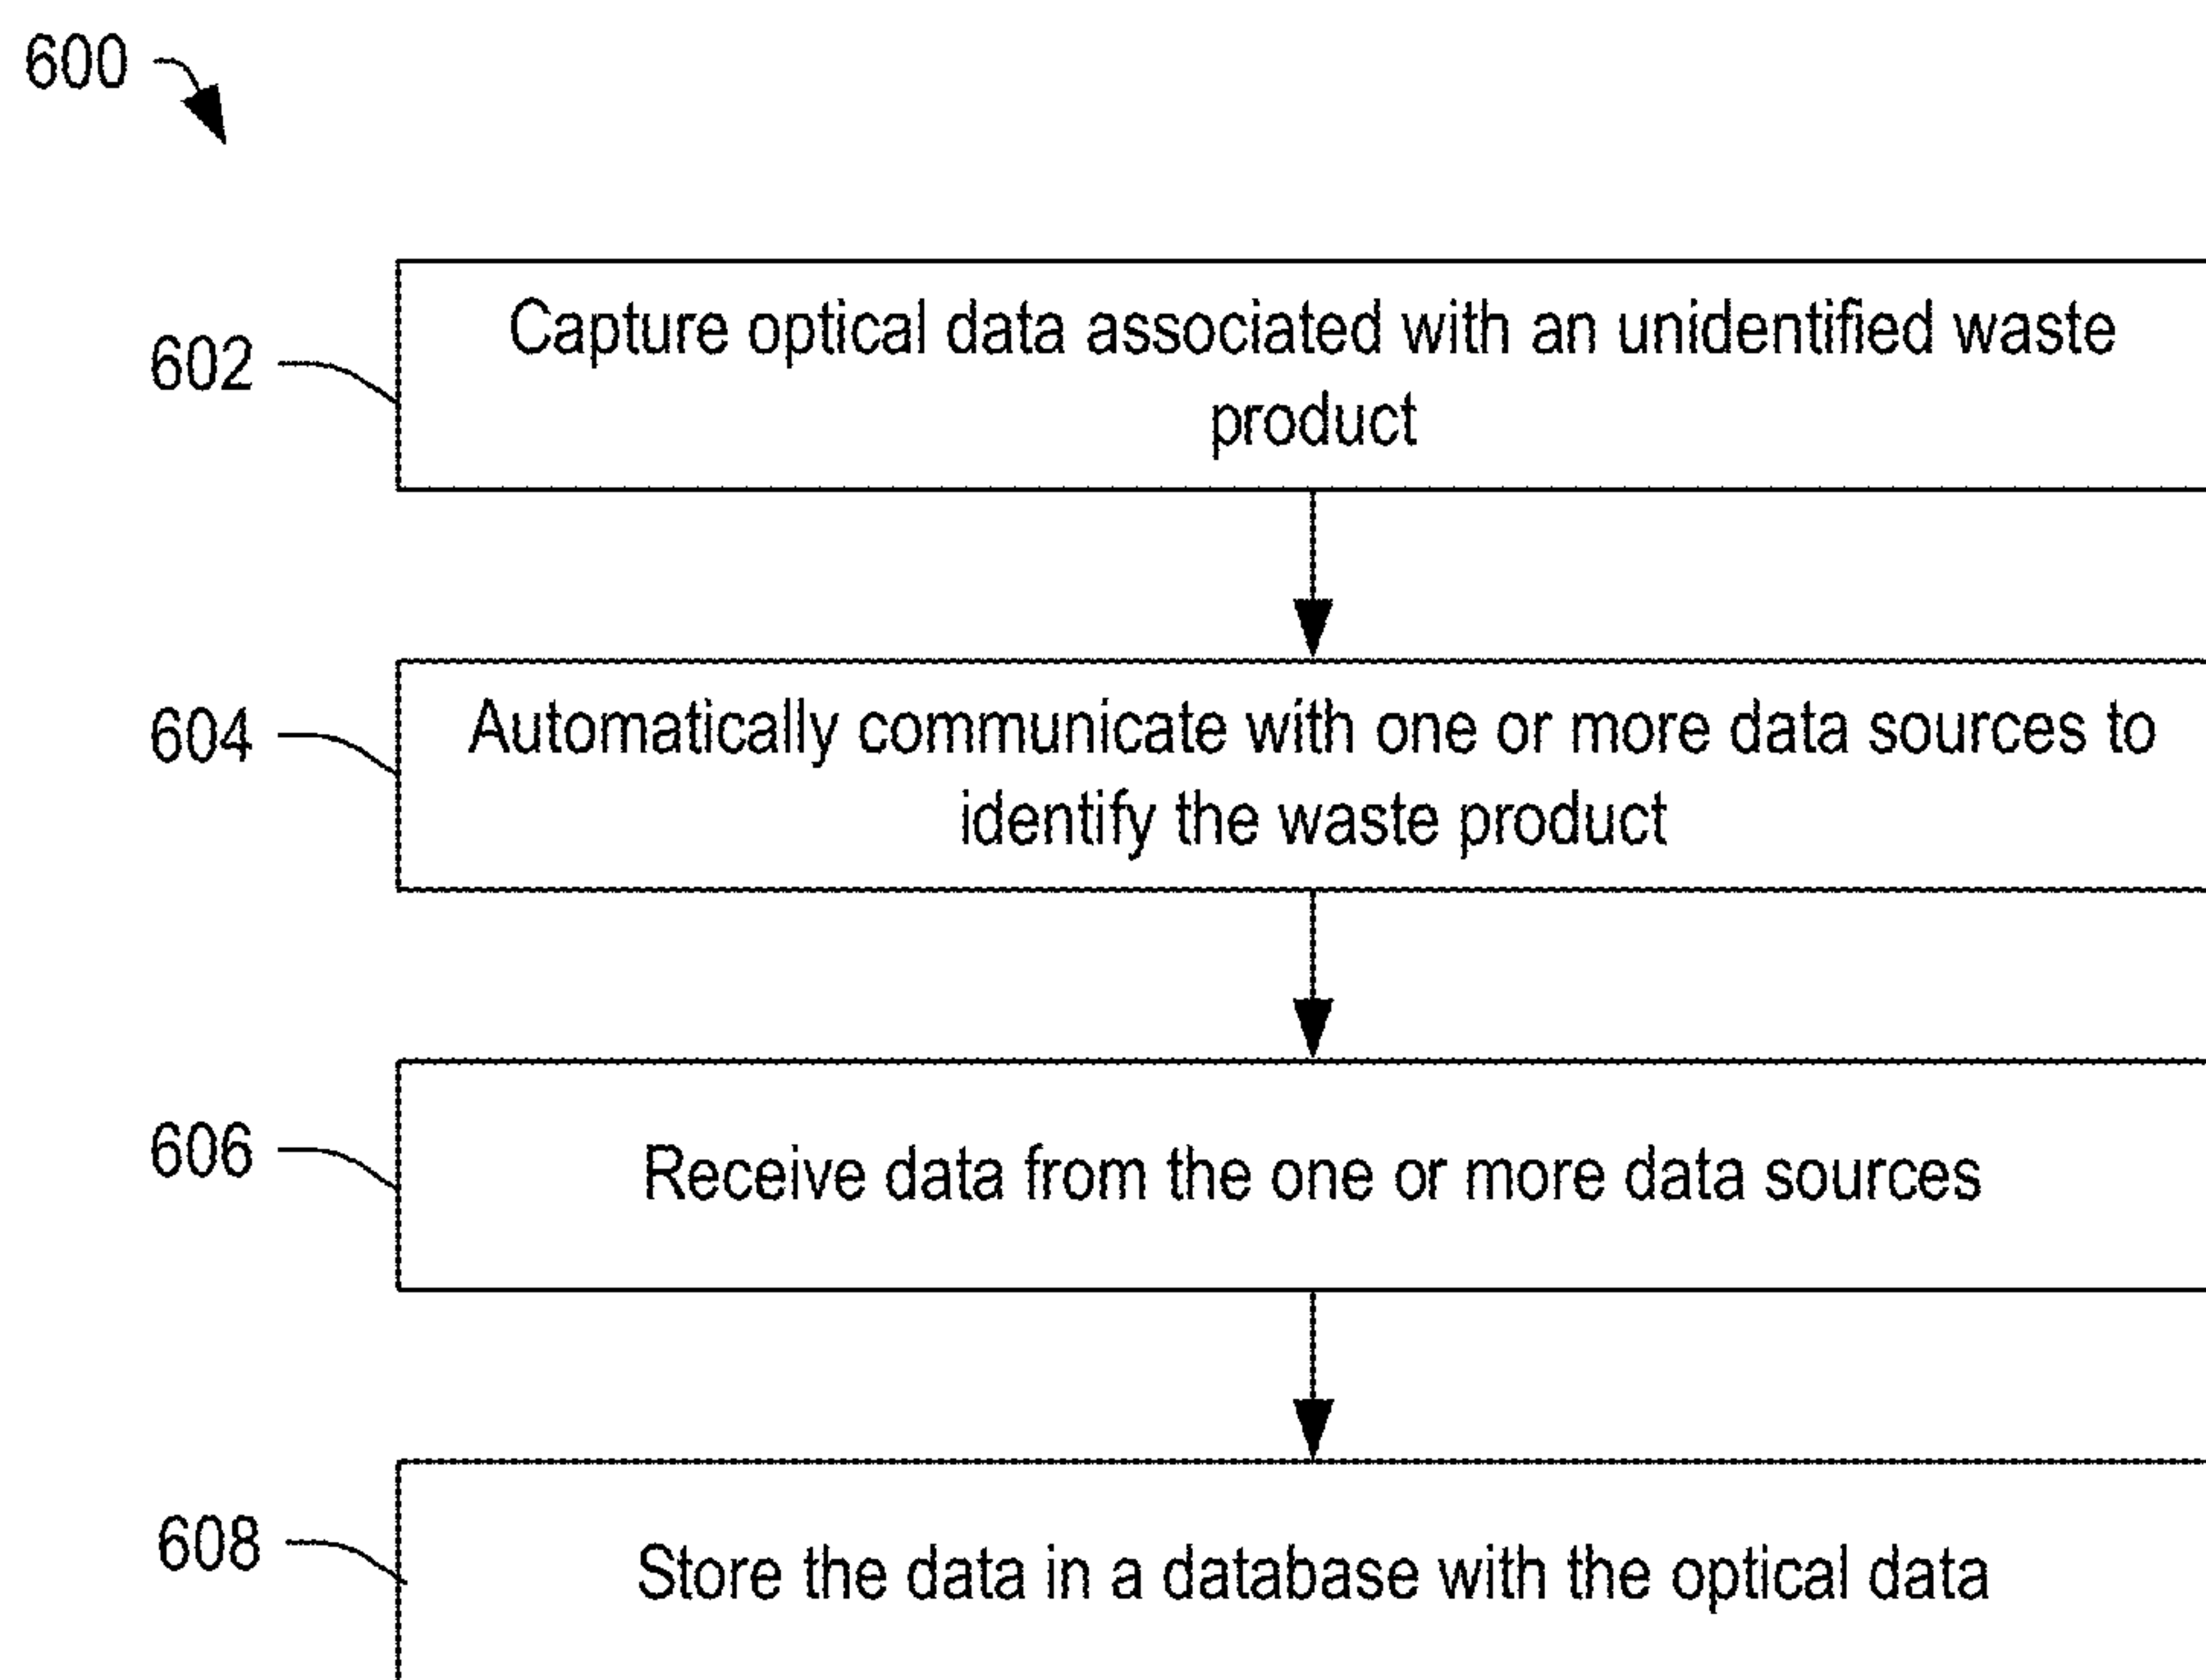 600
602
Capture optical data associated with an unidentified waste
product
604
Automatically communicate with one or more data sources to
identify the waste product
606
Receive data from the one or more data sources
608
Store the data in a database with the optical data